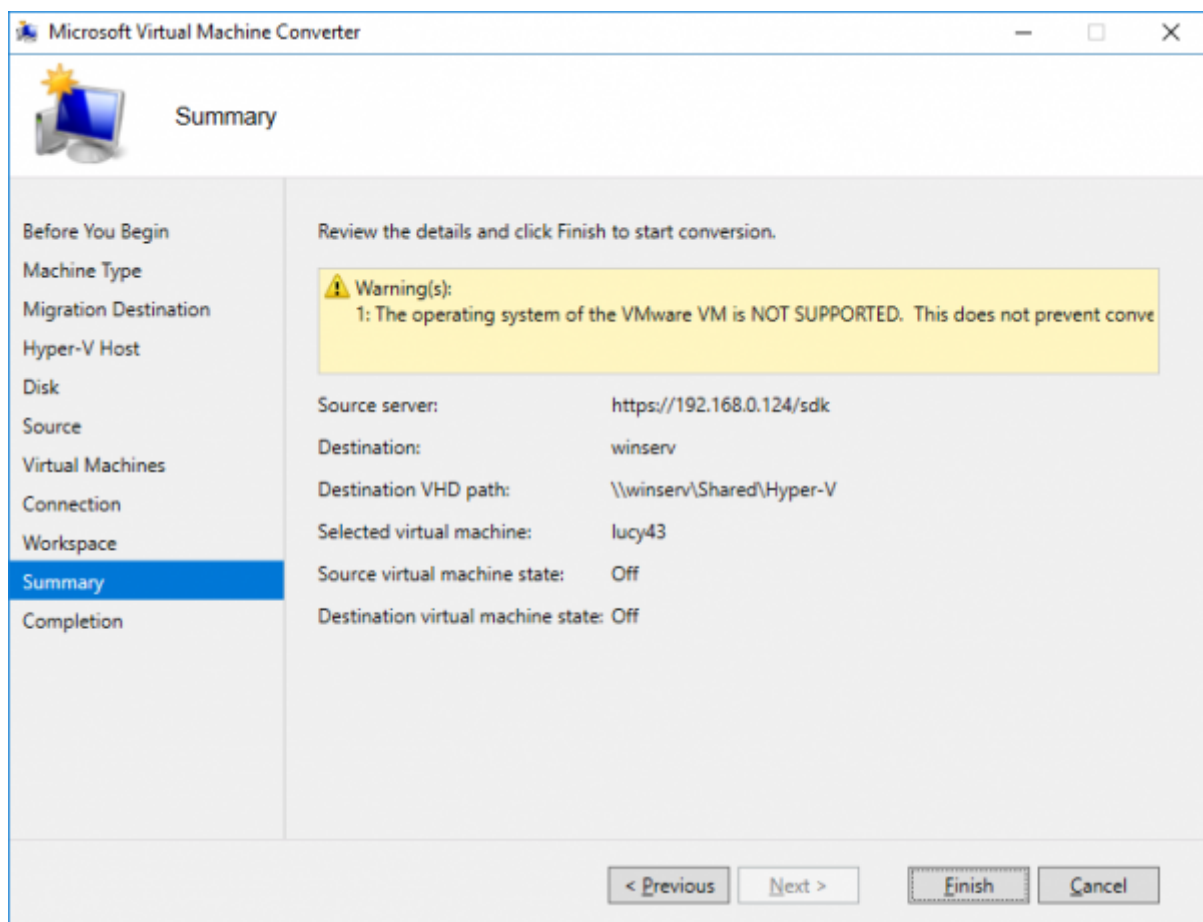 Microsoft Virtual Machine Converter
Summary
Before You Begin
Machine Type
Migration Destination
Hyper-V Host
Disk
Source
Virtual Machines
Connection
Workspace
Summary
Completion
Review the details and click Finish to start conversion.
Warning(s):
1: The operating system of the VMware VM is NOT SUPPORTED. This does not prevent conve
Source server: https://192.168.0.124/sdk
Destination: winserv
Destination VHD path: \\winserv\Shared\Hyper-V
Selected virtual machine: lucy43
Source virtual machine state: Off
Destination virtual machine state: Off
< Previous Next > Finish Cancel